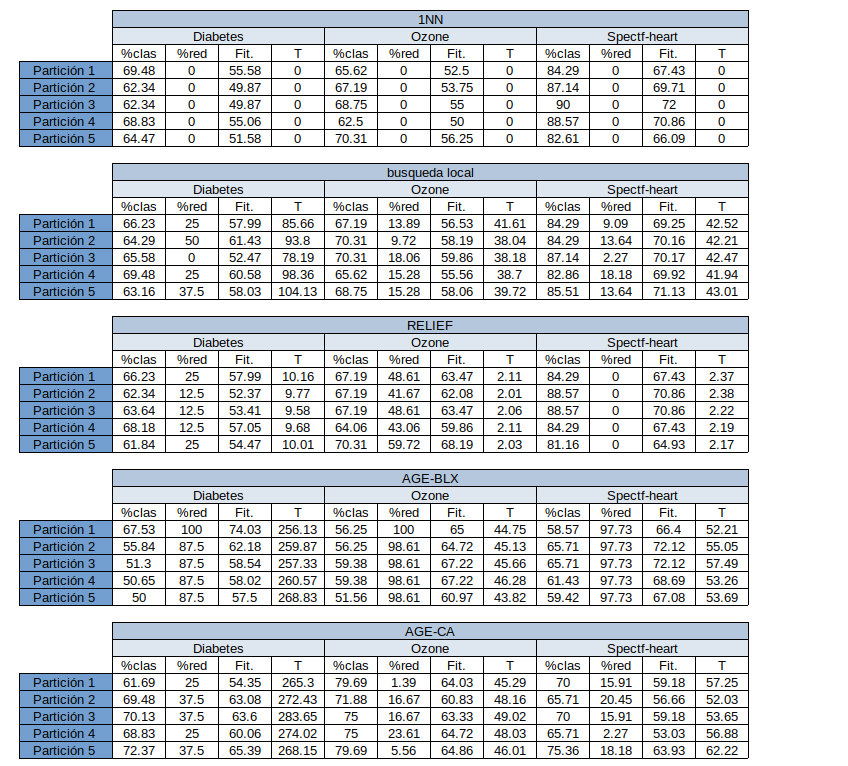 1NN
Diabetes Ozone Spectf-heart
%clas %red Fit. T %clas %red Fit. T %clas %red Fit. T
Partición 1 69.48 0 55.58 0 65.62 0 52.5 0 84.29 0 67.43 0
Partición 2 62.34 0 49.87 0 67.19 0 53.75 0 87.14 0 69.71 0
Partición 3 62.34 0 49.87 0 68.75 0 55 0 90 0 72 0
Partición 4 68.83 0 55.06 0 62.5 0 50 0 88.57 0 70.86 0
Partición 5 64.47 0 51.58 0 70.31 0 56.25 0 82.61 0 66.09 0
busqueda local
Diabetes Ozone Spectf-heart
%clas %red Fit. T %clas %red Fit. T %clas %red Fit. T
Partición 1 66.23 25 57.99 85.66 67.19 13.89 56.53 41.61 84.29 9.09 69.25 42.52
Partición 2 64.29 50 61.43 93.8 70.31 9.72 58.19 38.04 84.29 13.64 70.16 42.21
Partición 3 65.58 0 52.47 78.19 70.31 18.06 59.86 38.18 87.14 2.27 70.17 42.47
Partición 4 69.48 25 60.58 98.36 65.62 15.28 55.56 38.7 82.86 18.18 69.92 41.94
Partición 5 63.16 37.5 58.03 104.13 68.75 15.28 58.06 39.72 85.51 13.64 71.13 43.01
RELIEF
Diabetes Ozone Spectf-heart
%clas %red Fit. T %clas %red Fit. T %clas %red Fit. T
Partición 1 66.23 25 57.99 10.16 67.19 48.61 63.47 2.11 84.29 0 67.43 2.37
Partición 2 62.34 12.5 52.37 9.77 67.19 41.67 62.08 2.01 88.57 0 70.86 2.38
Partición 3 63.64 12.5 53.41 9.58 67.19 48.61 63.47 2.06 88.57 0 70.86 2.22
Partición 4 68.18 12.5 57.05 9.68 64.06 43.06 59.86 2.11 84.29 0 67.43 2.19
Partición 5 61.84 25 54.47 10.01 70.31 59.72 68.19 2.03 81.16 0 64.93 2.17
AGE-BLX
Diabetes Ozone Spectf-heart
%clas %red Fit. T %clas %red Fit. T %clas %red Fit. T
Partición 1 67.53 100 74.03 256.13 56.25 100 65 44.75 58.57 97.73 66.4 52.21
Partición 2 55.84 87.5 62.18 259.87 56.25 98.61 64.72 45.13 65.71 97.73 72.12 55.05
Partición 3 51.3 87.5 58.54 257.33 59.38 98.61 67.22 45.66 65.71 97.73 72.12 57.49
Partición 4 50.65 87.5 58.02 260.57 59.38 98.61 67.22 46.28 61.43 97.73 68.69 53.26
Partición 5 50 87.5 57.5 268.83 51.56 98.61 60.97 43.82 59.42 97.73 67.08 53.69
AGE-CA
Diabetes Ozone Spectf-heart
%clas %red Fit. T %clas %red Fit. T %clas %red Fit. T
Partición 1 61.69 25 54.35 265.3 79.69 1.39 64.03 45.29 70 15.91 59.18 57.25
Partición 2 69.48 37.5 63.08 272.43 71.88 16.67 60.83 48.16 65.71 20.45 56.66 52.03
Partición 3 70.13 37.5 63.6 283.65 75 16.67 63.33 49.02 70 15.91 59.18 53.65
Partición 4 68.83 25 60.06 274.02 75 23.61 64.72 48.03 65.71 2.27 53.03 56.88
Partición 5 72.37 37.5 65.39 268.15 79.69 5.56 64.86 46.01 75.36 18.18 63.93 62.22